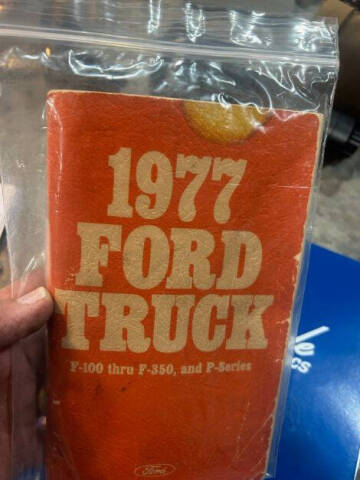 1977
FORD
TRUCK
F-100 thru F-350, and P-Series
Ford